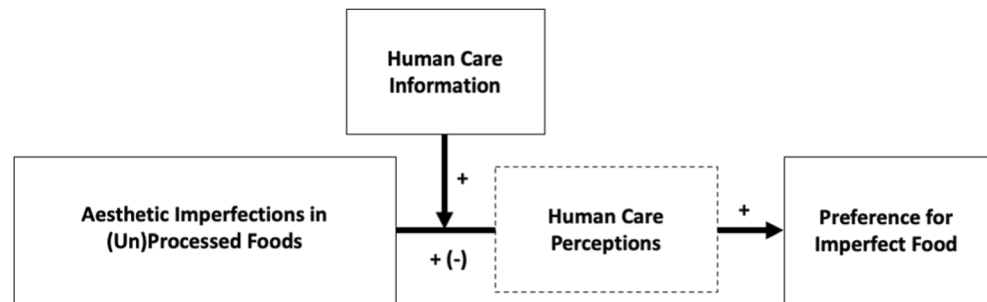 Human Care
Information
+
Aesthetic Imperfections in
(Un)Processed Foods
+ (-)
Human Care
Perceptions
+
Preference for
Imperfect Food